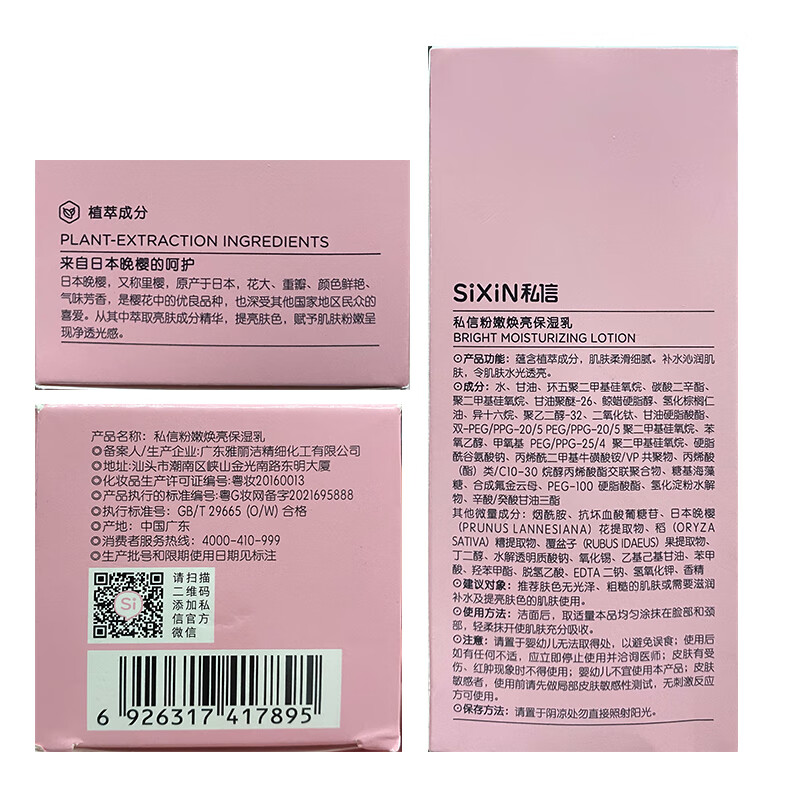 植萃成分
PLANT-EXTRACTION INGREDIENTS
来自日本晚樱的呵护
日本晚樱，又称里樱，原产于日本，花大、重瓣、颜色鲜艳、
气味芳香，是樱花中的优良品种，也深受其他国家地区民众的
喜爱。从其中萃取亮肤成分精华，提亮肤色，赋予肌肤粉嫩呈
现净透光感。
产品名称：私信粉嫩焕亮保湿乳
备案人/生产企业:广东雅丽洁精细化工有限公司
地址:汕头市潮南区峡山金光南路东明大厦
化妆品生产许可证编号:粤妆20160013
产品执行的标准编号:粤G妆网备字2021695888
执行标准号：GB/T 29665 (O/W) 合格
产地：中国广东
消费者服务热线：4000-410-999
生产批号和限期使用日期见标注
请扫描
二维码
添加私
信官方
微信
Si
6 926317 417895
SiXiN私信
私信粉嫩焕亮保湿乳
BRIGHT MOISTURIZING LOTION
产品功能：蕴含植萃成分，肌肤柔滑细腻。补水沁润肌
肤，令肌肤水光透亮。
成分：水、甘油、环五聚二甲基硅氧烷、碳酸二辛酯、
聚二甲基硅氧烷、甘油聚醚-26、鲸蜡硬脂醇、氢化棕榈仁
油、异十六烷、聚乙二醇-32、二氧化钛、甘油硬脂酸酯、
双-PEG/PPG-20/5 PEG/PPG-20/5 聚二甲基硅氧烷、苯
氧乙醇、甲氧基 PEG/PPG-25/4 聚二甲基硅氧烷、硬脂
酰谷氨酸钠、丙烯酰二甲基牛磺酸铵/VP 共聚物、丙烯酸
(酯）类/C10-30 烷醇丙烯酸酯交联聚合物、糖基海藻
糖、合成氟金云母、PEG-100 硬脂酸酯、氢化淀粉水解
物、辛酸/癸酸甘油三酯
其他微量成分：烟酰胺、抗坏血酸葡糖苷、日本晚樱
(PRUNUS LANNESIANA) 花提取物、稻 (ORYZA
SATIVA) 糠提取物、覆盆子 (RUBUS IDAEUS) 果提取物、
丁二醇、水解透明质酸钠、氧化锡、乙基己基甘油、苯甲
酸、羟苯甲酯、脱氢乙酸、EDTA 二钠、氢氧化钾、香精
建议对象：推荐肤色无光泽、粗糙的肌肤或需要滋润
补水及提亮肤色的肌肤使用。
使用方法：洁面后，取适量本品均匀涂抹在脸部和颈
部，轻柔抹开使肌肤充分吸收。
注意：请置于婴幼儿无法取得处，以避免误食；使用后
如有任何不适，应立即停止使用并洽询医师；皮肤有受
伤、红肿现象时不得使用；婴幼儿不宜使用本产品；皮肤
敏感者，使用前请先做局部皮肤敏感性测试，无刺激反应
方可使用。
保存方法：请置于阴凉处勿直接照射阳光。